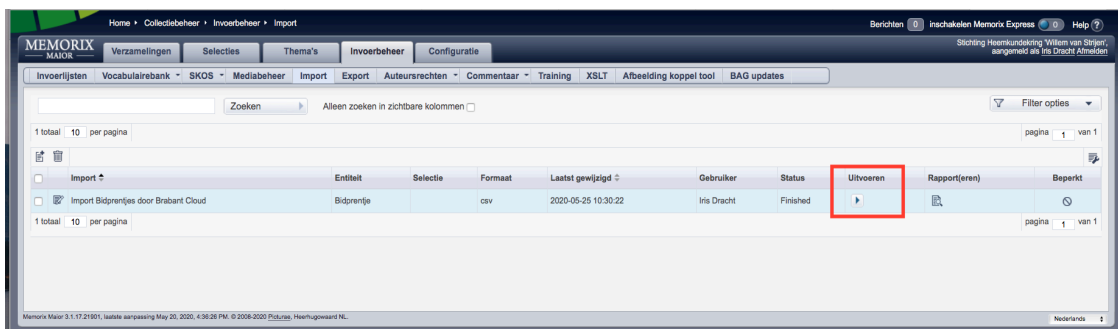 Home ‣ Collectiebeheer ‣ Invoerbeheer ‣ Import
Berichten 0 inschakelen Memorix Express 0 Help ?
MEMORIX
MAIOR
Verzamelingen Selecties Thema's Invoerbeheer Configuratie
Stichting Heemkundekring 'Willem van Strijen',
aangemeld als Iris Dracht Afmelden
Invoerlijsten Vocabulairebank SKOS Mediabeheer Import Export Auteursrechten Commentaar Training XSLT Afbeelding koppel tool BAG updates
Zoeken Alleen zoeken in zichtbare kolommen Filter opties
1 totaal 10 per pagina pagina 1 van 1
Import Entiteit Selectie Formaat Laatst gewijzigd Gebruiker Status Uitvoeren Rapport(eren) Beperkt
Import Bidprentjes door Brabant Cloud Bidprentje csv 2020-05-25 10:30:22 Iris Dracht Finished
1 totaal 10 per pagina pagina 1 van 1
Memorix Maior 3.1.17.21901, laatste aanpassing May 20, 2020, 4:36:26 PM. © 2008-2020 Picturae, Heerhugowaard NL. Nederlands